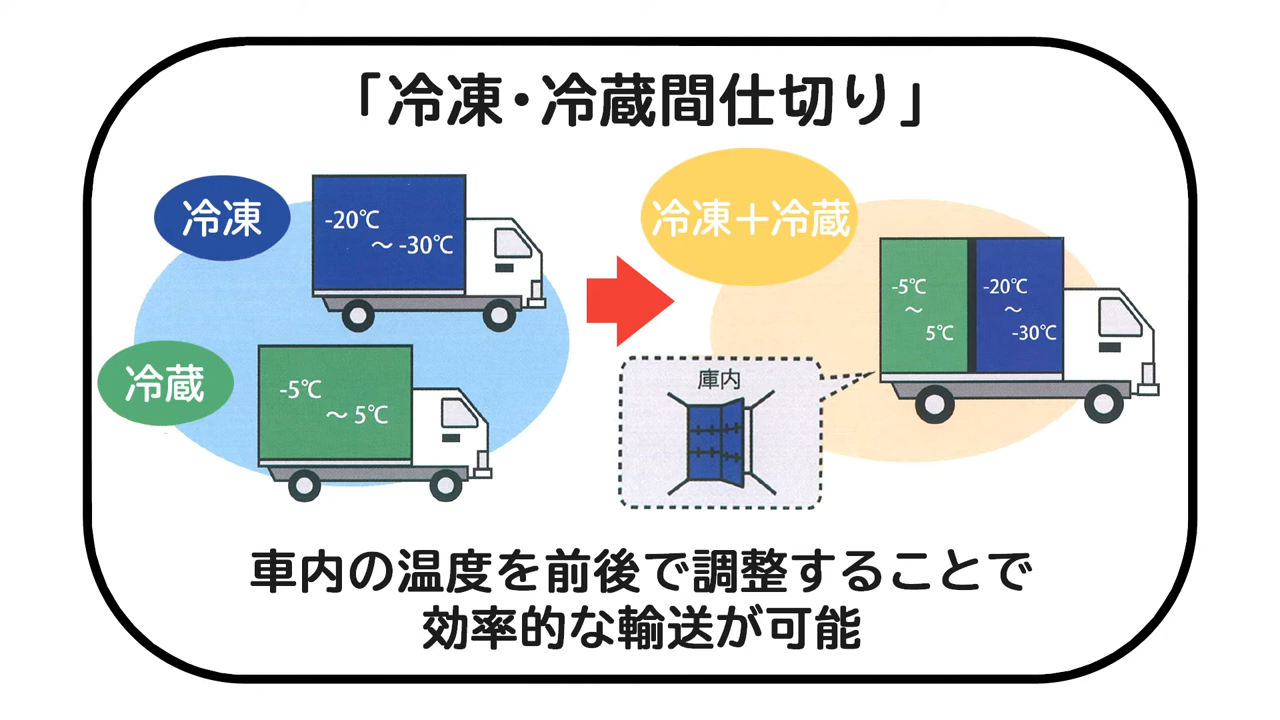 「冷凍・冷蔵間仕切り」
冷凍
-20℃
～ -30℃
冷蔵
-5℃
～ 5℃
冷凍＋冷蔵
-5℃
～
5℃
-20℃
～
-30℃
庫内
車内の温度を前後で調整することで
効率的な輸送が可能